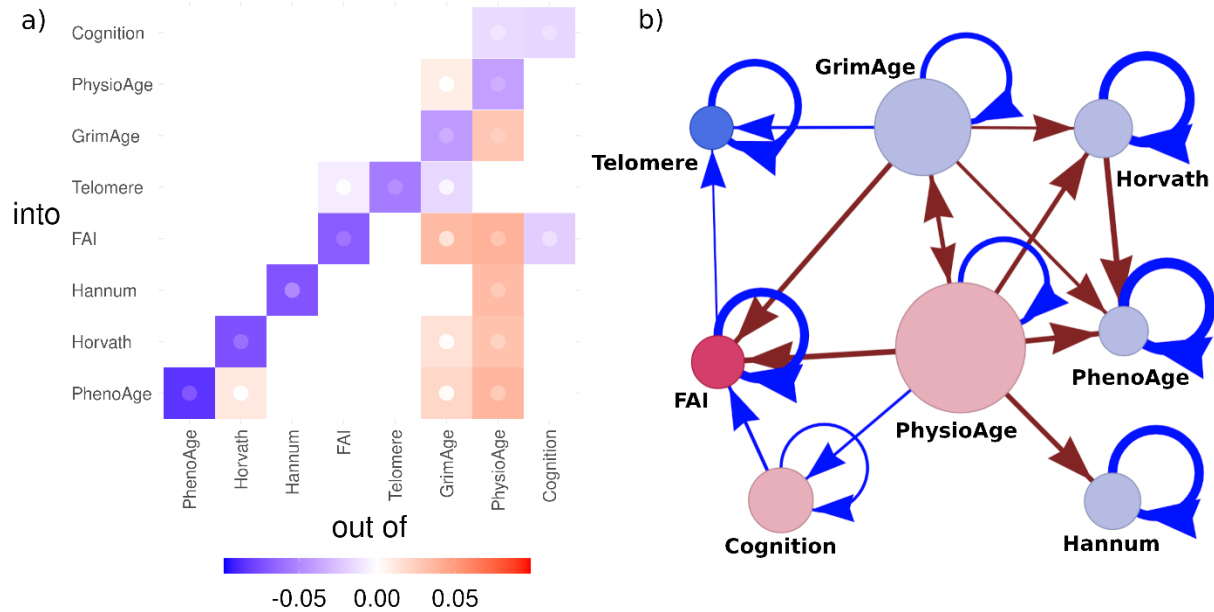 a)
Cognition
PhysioAge
GrimAge
Telomere
into
FAI
Hannum
Horvath
PhenoAge
PhenoAge
Horvath
Hannum
FAI
Telomere
GrimAge
PhysioAge
Cognition
out of
-0.05 0.00 0.05
b)
GrimAge
Telomere
Horvath
FAI
PhenoAge
PhysioAge
Cognition
Hannum